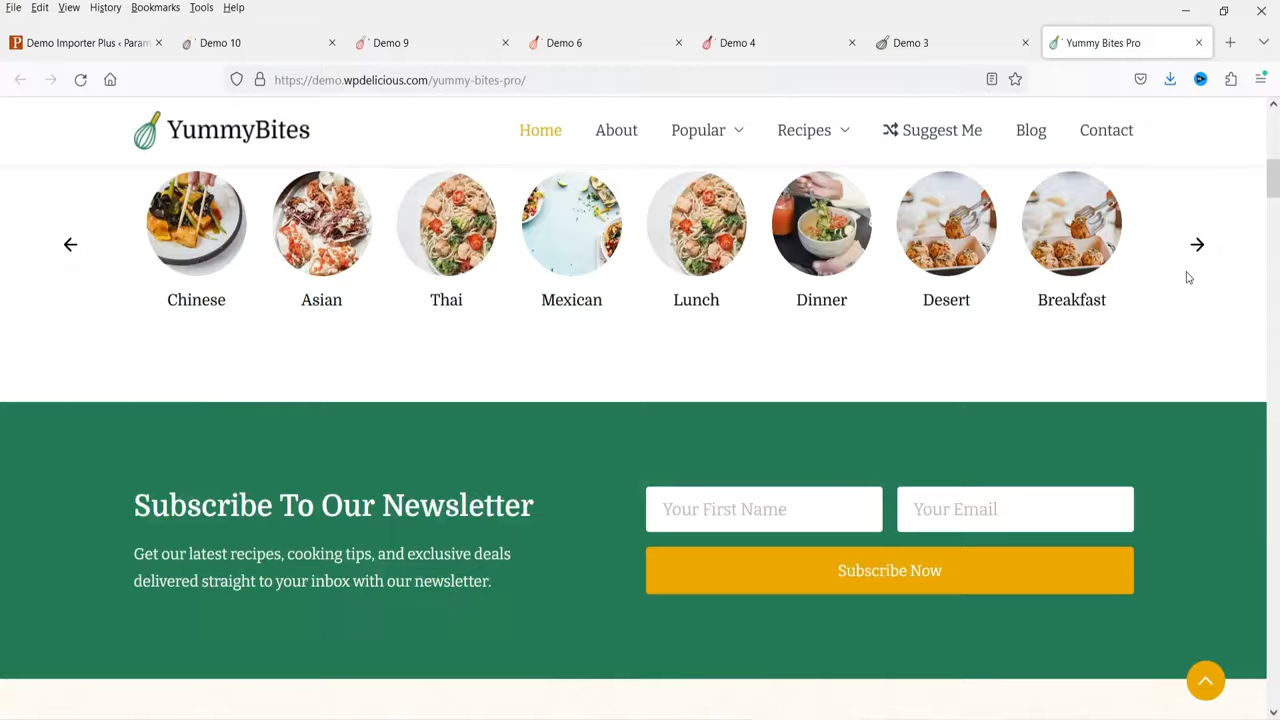 File Edit View History Bookmarks Tools Help
Demo Importer Plus ‹ Param
Demo 10
Demo 9
Demo 6
Demo 4
Demo 3
Yummy Bites Pro
https://demo.wpdelicious.com/yummy-bites-pro/
YummyBites
Home
About
Popular
Recipes
Suggest Me
Blog
Contact
Chinese
Asian
Thai
Mexican
Lunch
Dinner
Desert
Breakfast
Subscribe To Our Newsletter
Get our latest recipes, cooking tips, and exclusive deals
delivered straight to your inbox with our newsletter.
Your First Name
Your Email
Subscribe Now